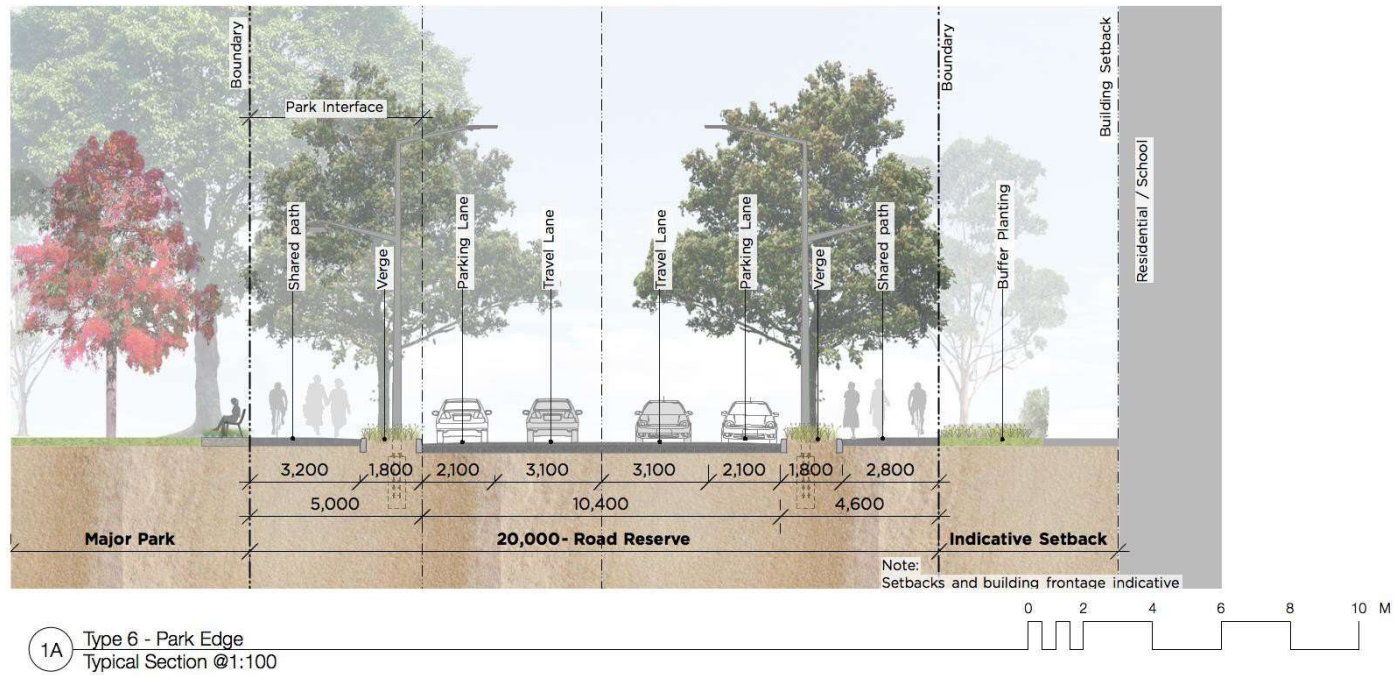 Boundary
Park Interface
Shared path
Verge
Parking Lane
Travel Lane
Travel Lane
Parking Lane
Verge
Shared path
Boundary
Buffer Planting
Building Setback
Residential / School
3,200
1,800
2,100
3,100
3,100
2,100
1,800
2,800
5,000
10,400
4,600
Major Park
20,000- Road Reserve
Indicative Setback
Note:
Setbacks and building frontage indicative
0 2 4 6 8 10 M
1A
Type 6 - Park Edge
Typical Section @1:100